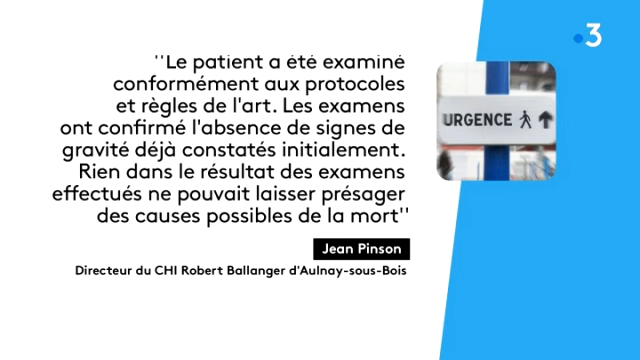 ''Le patient a été examiné
conformément aux protocoles
et règles de l'art. Les examens
ont confirmé l'absence de signes de
gravité déjà constatés initialement.
Rien dans le résultat des examens
effectués ne pouvait laisser présager
des causes possibles de la mort''
Jean Pinson
Directeur du CHI Robert Ballanger d'Aulnay-sous-Bois
URGENCE
3